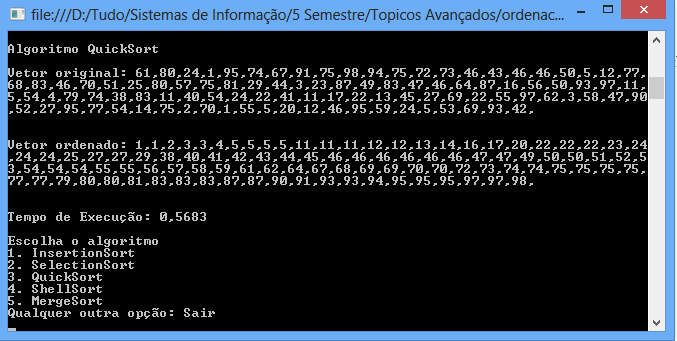 file:///D:/Tudo/Sistemas de Informação/5 Semestre/Topicos Avançados/ordenac...
Algoritmo QuickSort
Vetor original: 61,80,24,1,95,74,67,91,75,98,94,75,72,73,46,43,46,46,50,5,12,77,
68,83,46,70,51,25,80,57,75,81,29,44,3,23,87,49,83,47,46,64,87,16,56,50,93,97,11,
5,54,4,79,74,38,83,11,40,54,24,22,41,11,17,22,13,45,27,69,22,55,97,62,3,58,47,90
,52,27,95,77,54,14,75,2,70,1,55,5,20,12,46,95,59,24,5,53,69,93,42,
Vetor ordenado: 1,1,2,3,3,4,5,5,5,5,11,11,11,12,12,13,14,16,17,20,22,22,22,23,24
,24,24,25,27,27,29,38,40,41,42,43,44,45,46,46,46,46,46,46,47,47,49,50,50,51,52,5
3,54,54,54,55,55,56,57,58,59,61,62,64,67,68,69,69,70,70,72,73,74,74,75,75,75,75,
77,77,79,80,80,81,83,83,83,87,87,90,91,93,93,94,95,95,95,97,97,98,
Tempo de Execução: 0,5683
Escolha o algoritmo
1. InsertionSort
2. SelectionSort
3. QuickSort
4. ShellSort
5. MergeSort
Qualquer outra opção: Sair